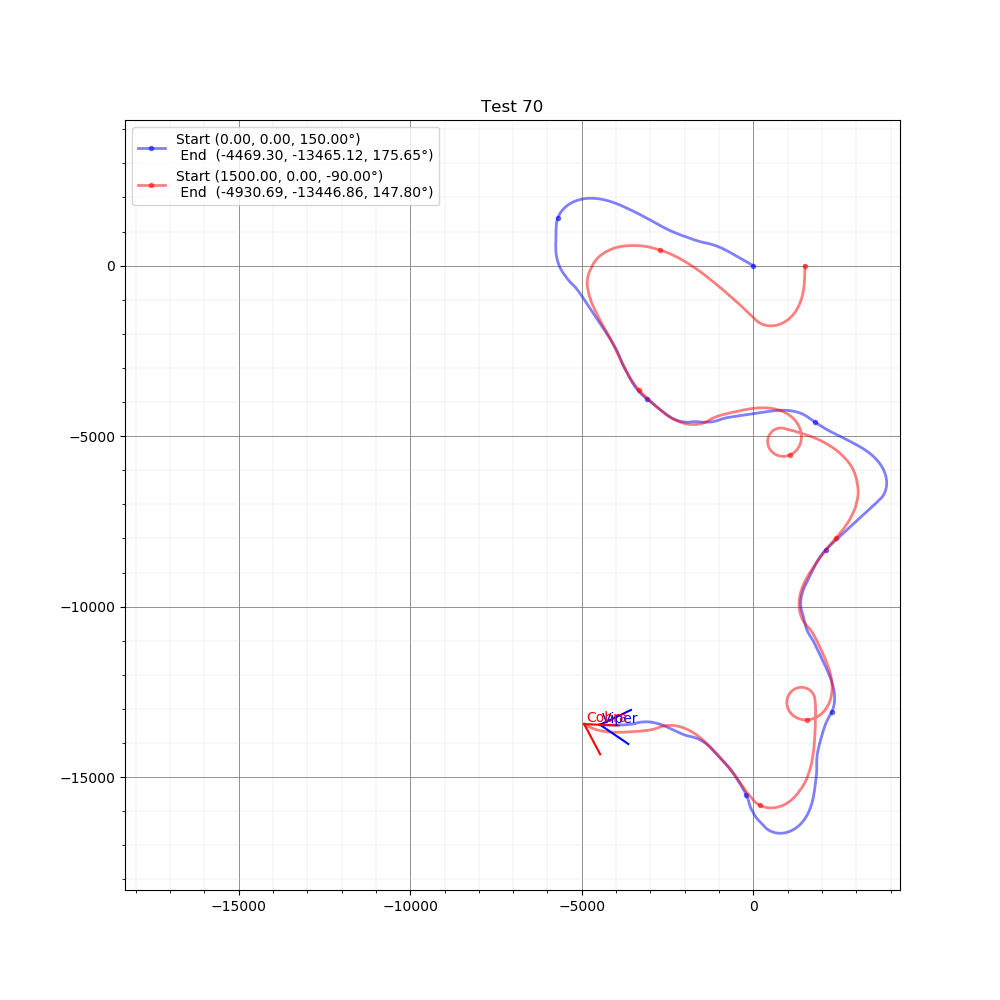 Test 70
Start (0.00, 0.00, 150.00°)
End (-4469.30, -13465.12, 175.65°)
Start (1500.00, 0.00, -90.00°)
End (-4930.69, -13446.86, 147.80°)
0
−5000
−10000
−15000
Viper
−15000 −10000 −5000 0